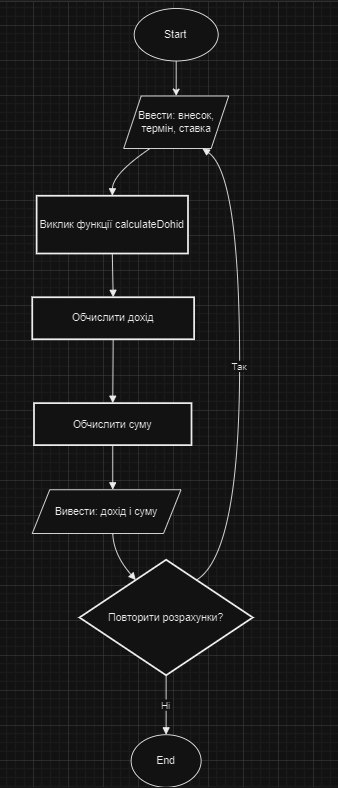 Start
Ввести: внесок,
термін, ставка
Виклик функції calculateDohid
Обчислити дохід
Так
Обчислити суму
Вивести: дохід і суму
Повторити розрахунки?
Ні
End